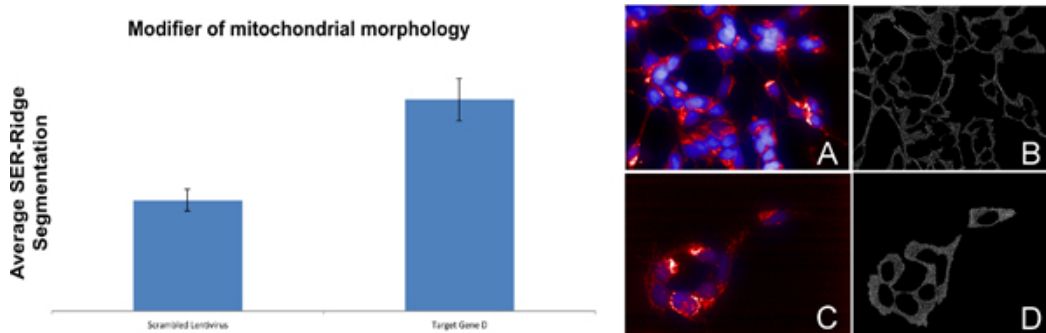 Modifier of mitochondrial morphology
Average SER-Ridge
Segmentation
Scrambled Lentivirus
Target Gene D
A
B
C
D